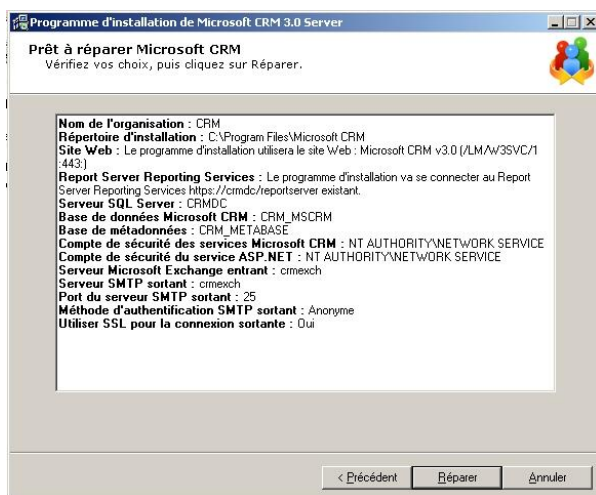 Programme d'installation de Microsoft CRM 3.0 Server
Prêt à réparer Microsoft CRM
Vérifiez vos choix, puis cliquez sur Réparer.
Nom de l'organisation : CRM
Répertoire d'installation : C:\Program Files\Microsoft CRM
Site Web : Le programme d'installation utilisera le site Web : Microsoft CRM v3.0 (/LM/W3SVC/1
:443:)
Report Server Reporting Services : Le programme d'installation va se connecter au Report
Server Reporting Services https://crmdc/reportserver existant.
Serveur SQL Server : CRMDC
Base de données Microsoft CRM : CRM_MSCRM
Base de métadonnées : CRM_METABASE
Compte de sécurité des services Microsoft CRM : NT AUTHORITY\NETWORK SERVICE
Compte de sécurité du service ASP.NET : NT AUTHORITY\NETWORK SERVICE
Serveur Microsoft Exchange entrant : crmexch
Serveur SMTP sortant : crmexch
Port du serveur SMTP sortant : 25
Méthode d'authentification SMTP sortant : Anonyme
Utiliser SSL pour la connexion sortante : Oui
< Précédent Réparer Annuler